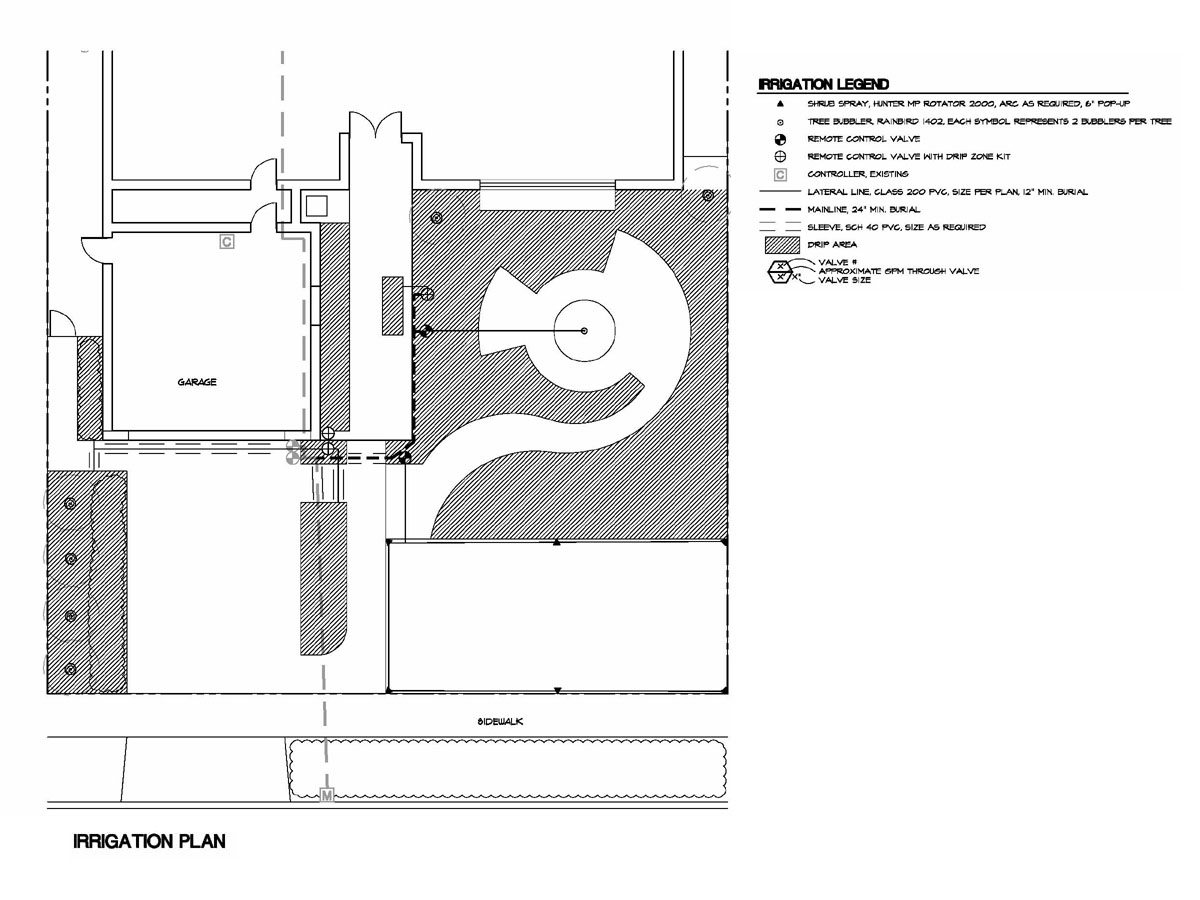 IRRIGATION LEGEND
SHRUB SPRAY, HUNTER MP ROTATOR 2000, ARC AS REQUIRED, 6" POP-UP
TREE BUBBLER, RAINBIRD 1402, EACH SYMBOL REPRESENTS 2 BUBBLERS PER TREE
REMOTE CONTROL VALVE
REMOTE CONTROL VALVE WITH DRIP ZONE KIT
C CONTROLLER, EXISTING
LATERAL LINE, CLASS 200 PVC, SIZE PER PLAN, 12" MIN. BURIAL
MAINLINE, 24" MIN. BURIAL
SLEEVE, SCH 40 PVC, SIZE AS REQUIRED
DRIP AREA
VALVE #
X" APPROXIMATE GPM THROUGH VALVE
X" X" VALVE SIZE
C
GARAGE
SIDEWALK
M
IRRIGATION PLAN